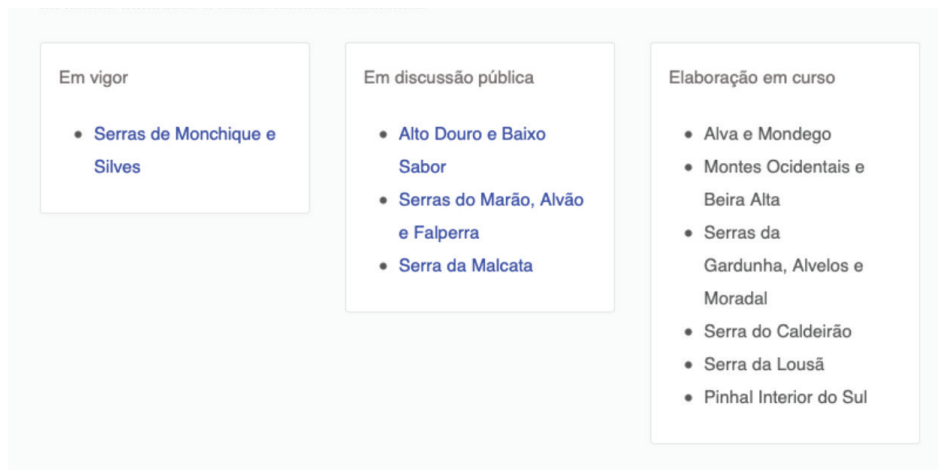 Em vigor
Serras de Monchique e
Silves
Em discussão pública
Alto Douro e Baixo
Sabor
Serras do Marão, Alvão
e Falperra
Serra da Malcata
Elaboração em curso
Alva e Mondego
Montes Ocidentais e
Beira Alta
Serras da
Gardunha, Alvelos e
Moradal
Serra do Caldeirão
Serra da Lousã
Pinhal Interior do Sul